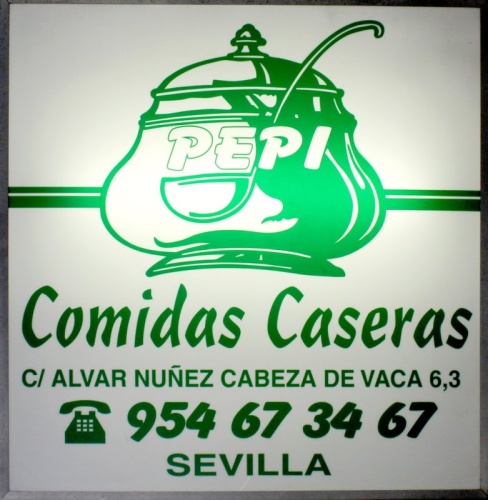 PEPI
Comidas Caseras
C/ ALVAR NUÑEZ CABEZA DE VACA 6,3
954 67 34 67
SEVILLA